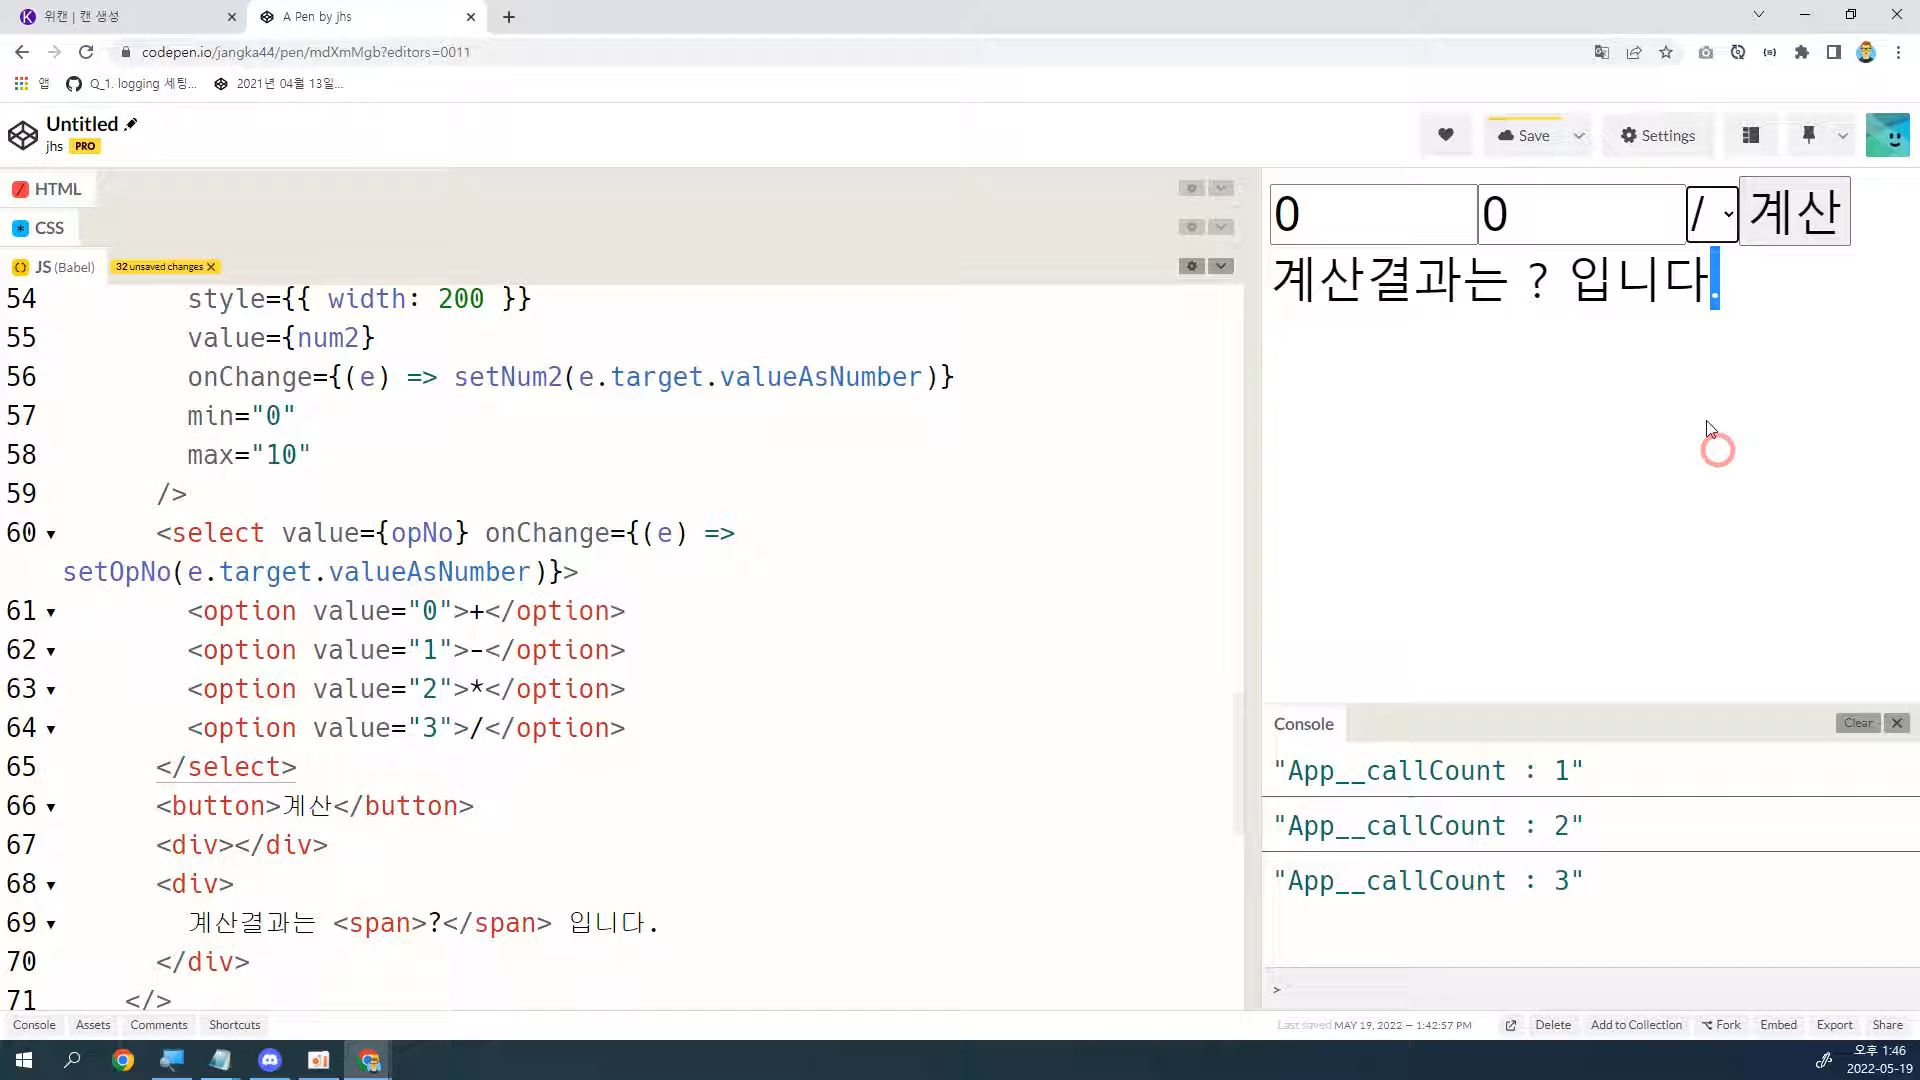 위캔 | 캔 생성
A Pen by jhs
codepen.io/jangka44/pen/mdXmMgb?editors=0011
앱
Q_1. logging 세팅...
2021년 04월 13일...
Untitled
jhs PRO
Save
Settings
HTML
CSS
JS (Babel) 32 unsaved changes X
54 style={{ width: 200 }}
55 value={num2}
56 onChange={(e) => setNum2(e.target.valueAsNumber)}
57 min="0"
58 max="10"
59 />
60 <select value={opNo} onChange={(e) =>
setOpNo(e.target.valueAsNumber)}>
61 <option value="0">+</option>
62 <option value="1">-</option>
63 <option value="2">*</option>
64 <option value="3">/</option>
65 </select>
66 <button>계산</button>
67 <div></div>
68 <div>
69 계산결과는 <span>?</span> 입니다.
70 </div>
71 </>
0 0 / 계산
계산결과는 ? 입니다.
Console
Clear
"App__callCount : 1"
"App__callCount : 2"
"App__callCount : 3"
>
Console Assets Comments Shortcuts
Last saved MAY 19, 2022 — 1:42:57 PM
Delete Add to Collection Fork Embed Export Share
오후 1:46
2022-05-19